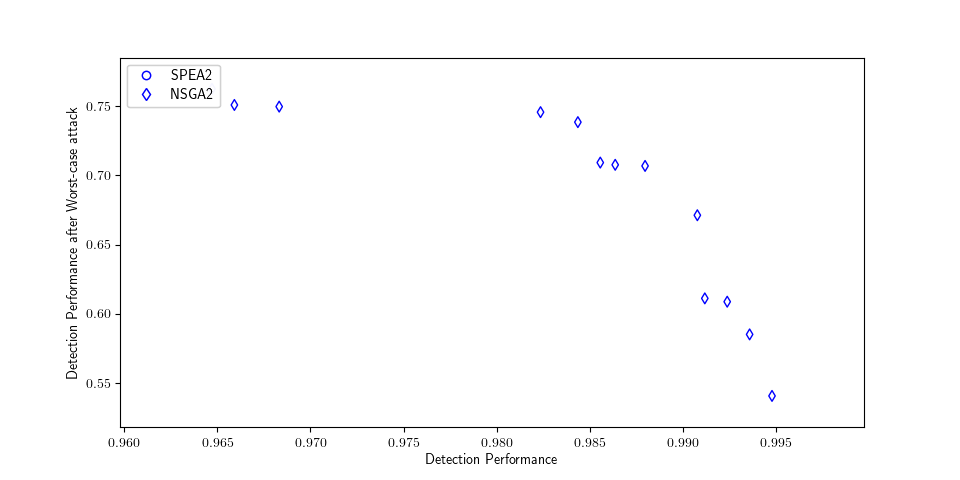 SPEA2
NSGA2
0.75
0.70
0.65
0.60
0.55
Detection Performance after Worst-case attack
0.960 0.965 0.970 0.975 0.980 0.985 0.990 0.995
Detection Performance